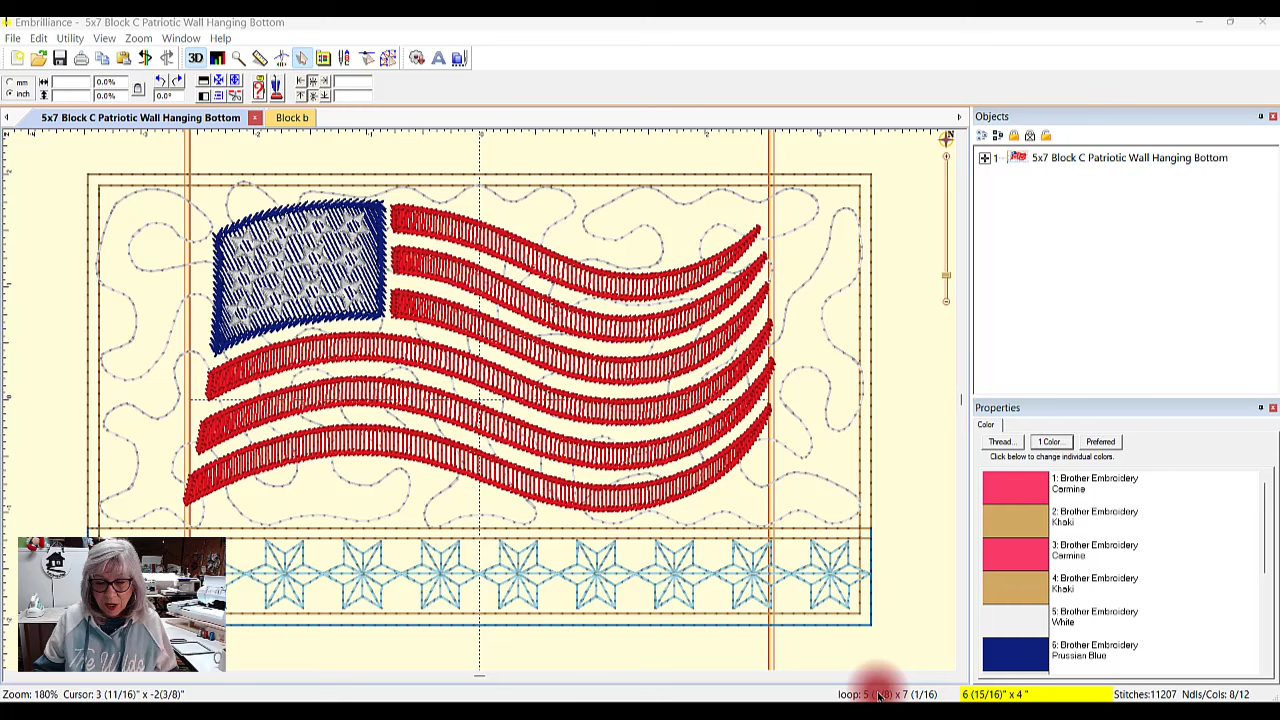 Embrilliance - 5x7 Block C Patriotic Wall Hanging Bottom
File Edit Utility View Zoom Window Help
3D
mm 0.0%
inch 0.0% 0.0°
5x7 Block C Patriotic Wall Hanging Bottom Block b
N
Objects
1 5x7 Block C Patriotic Wall Hanging Bottom
Properties
Color
Thread... 1 Color... Preferred
Click below to change individual colors.
1: Brother Embroidery
Carmine
2: Brother Embroidery
Khaki
3: Brother Embroidery
Carmine
4: Brother Embroidery
Khaki
5: Brother Embroidery
White
6: Brother Embroidery
Prussian Blue
The Wilds
Zoom: 180% Cursor: 3 (11/16)" x -2(3/8)" x 7 (1/16) 6 (15/16)" x 4 " Stitches:11207 Ndls/Cols: 8/12